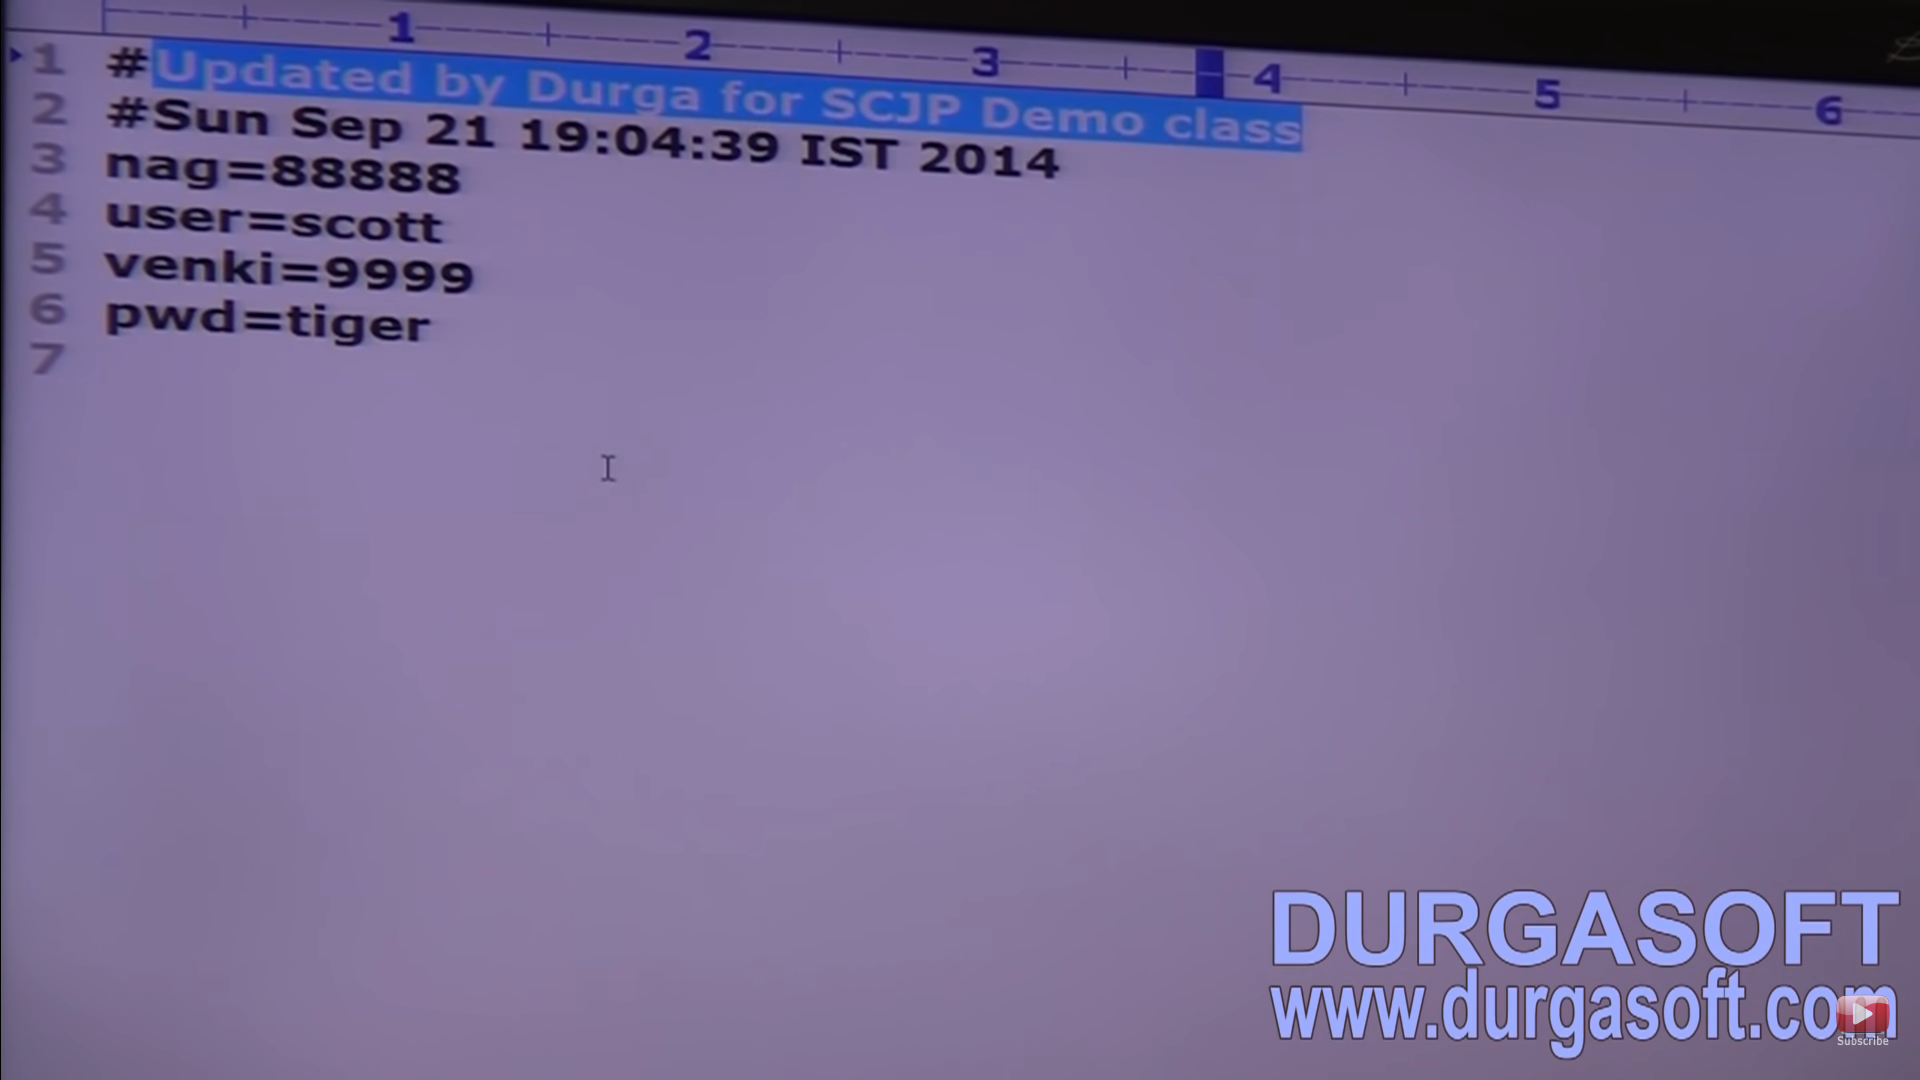 1 2 3 4 5 6
1 #Updated by Durga for SCJP Demo class
2 #Sun Sep 21 19:04:39 IST 2014
3 nag=88888
4 user=scott
5 venki=9999
6 pwd=tiger
7
DURGASOFT
www.durgasoft.com
Subscribe